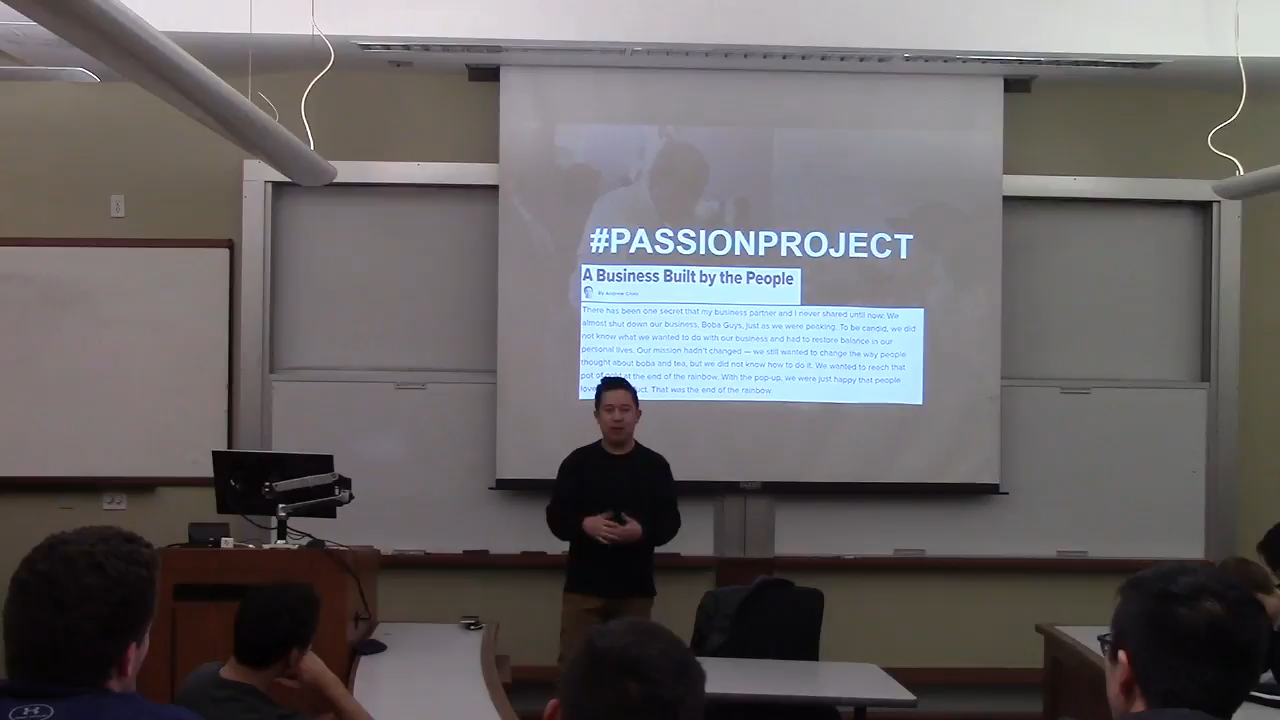 #PASSIONPROJECT
A Business Built by the People
By Andrew Chau
There has been one secret that my business partner and I never shared until now: We
almost shut down our business, Boba Guys, just as we were peaking. To be candid, we did
not know what we wanted to do with our business and had to restore balance in our
personal lives. Our mission hadn't changed — we still wanted to change the way people
thought about boba and tea, but we did not know how to do it. We wanted to reach that
pot of gold at the end of the rainbow. With the pop-up, we were just happy that people
love uct. That was the end of the rainbow.